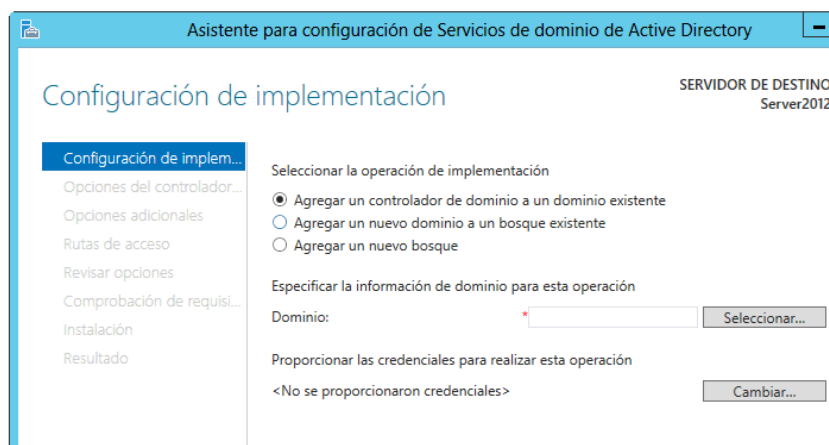 Asistente para configuración de Servicios de dominio de Active Directory
Configuración de implementación
SERVIDOR DE DESTINO
Server2012
Configuración de implem...
Opciones del controlador...
Opciones adicionales
Rutas de acceso
Revisar opciones
Comprobación de requisi...
Instalación
Resultado
Seleccionar la operación de implementación
Agregar un controlador de dominio a un dominio existente
Agregar un nuevo dominio a un bosque existente
Agregar un nuevo bosque
Especificar la información de dominio para esta operación
Dominio: * Seleccionar...
Proporcionar las credenciales para realizar esta operación
<No se proporcionaron credenciales> Cambiar...